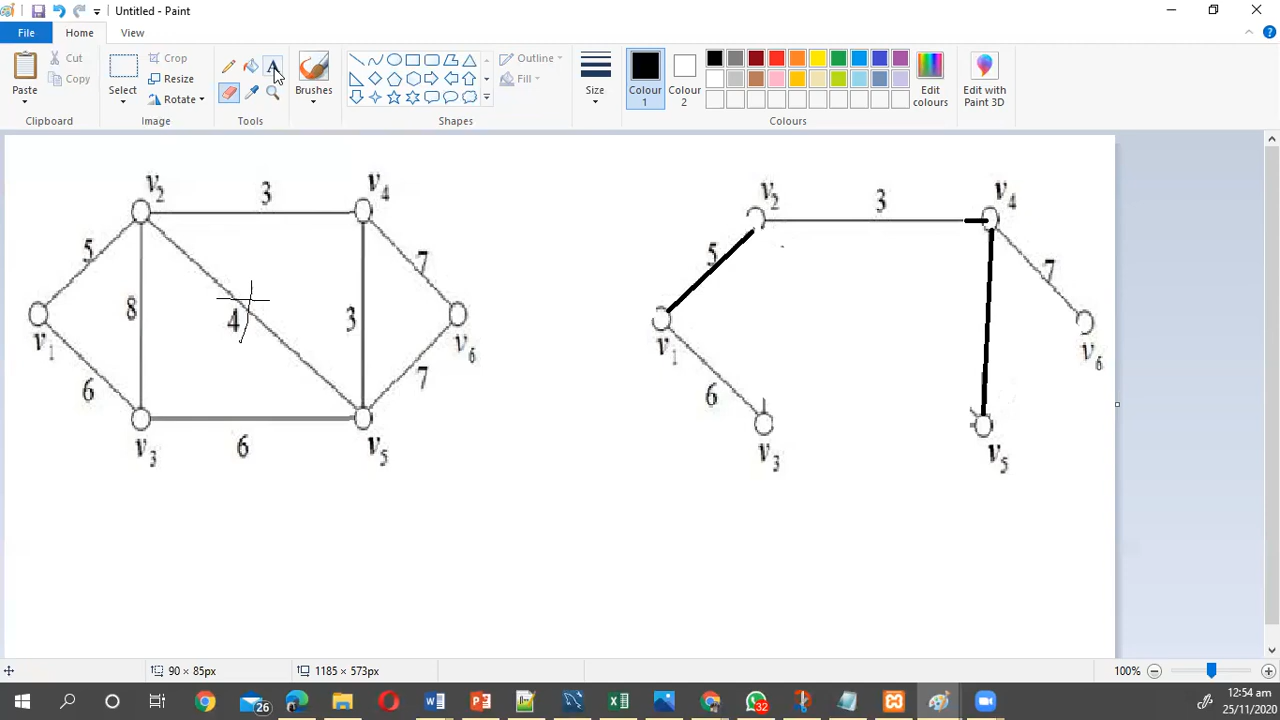 Untitled - Paint
File
Home
View
Paste
Cut
Copy
Clipboard
Select
Crop
Resize
Rotate
Image
A
Tools
Brushes
Outline
Fill
Shapes
Size
Colour
1
Colour
2
Edit
colours
Edit with
Paint 3D
Colours
v2 3 v4
5 8 4 3 7
v1 v6
6 7
v3 6 v5
v2 3 v4
5 7
v1 v6
6
v3 v5
90 × 85px
1185 × 573px
100%
26
W
P
X
32
12:54 am
25/11/2020